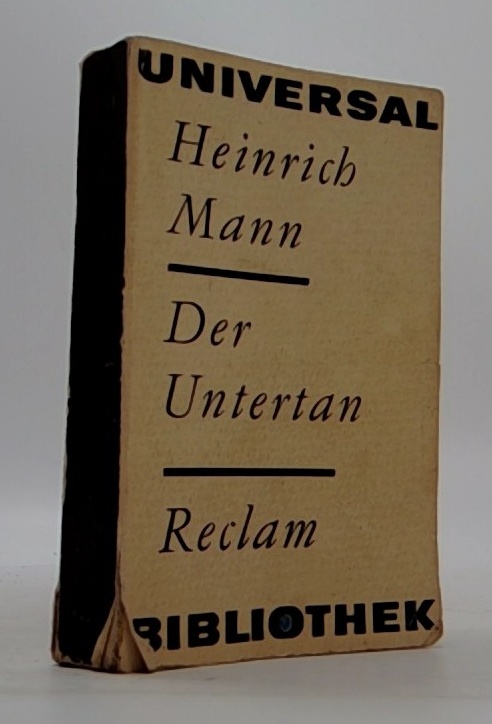 UNIVERSAL
Heinrich
Mann
Der
Untertan
Reclam
BIBLIOTHEK